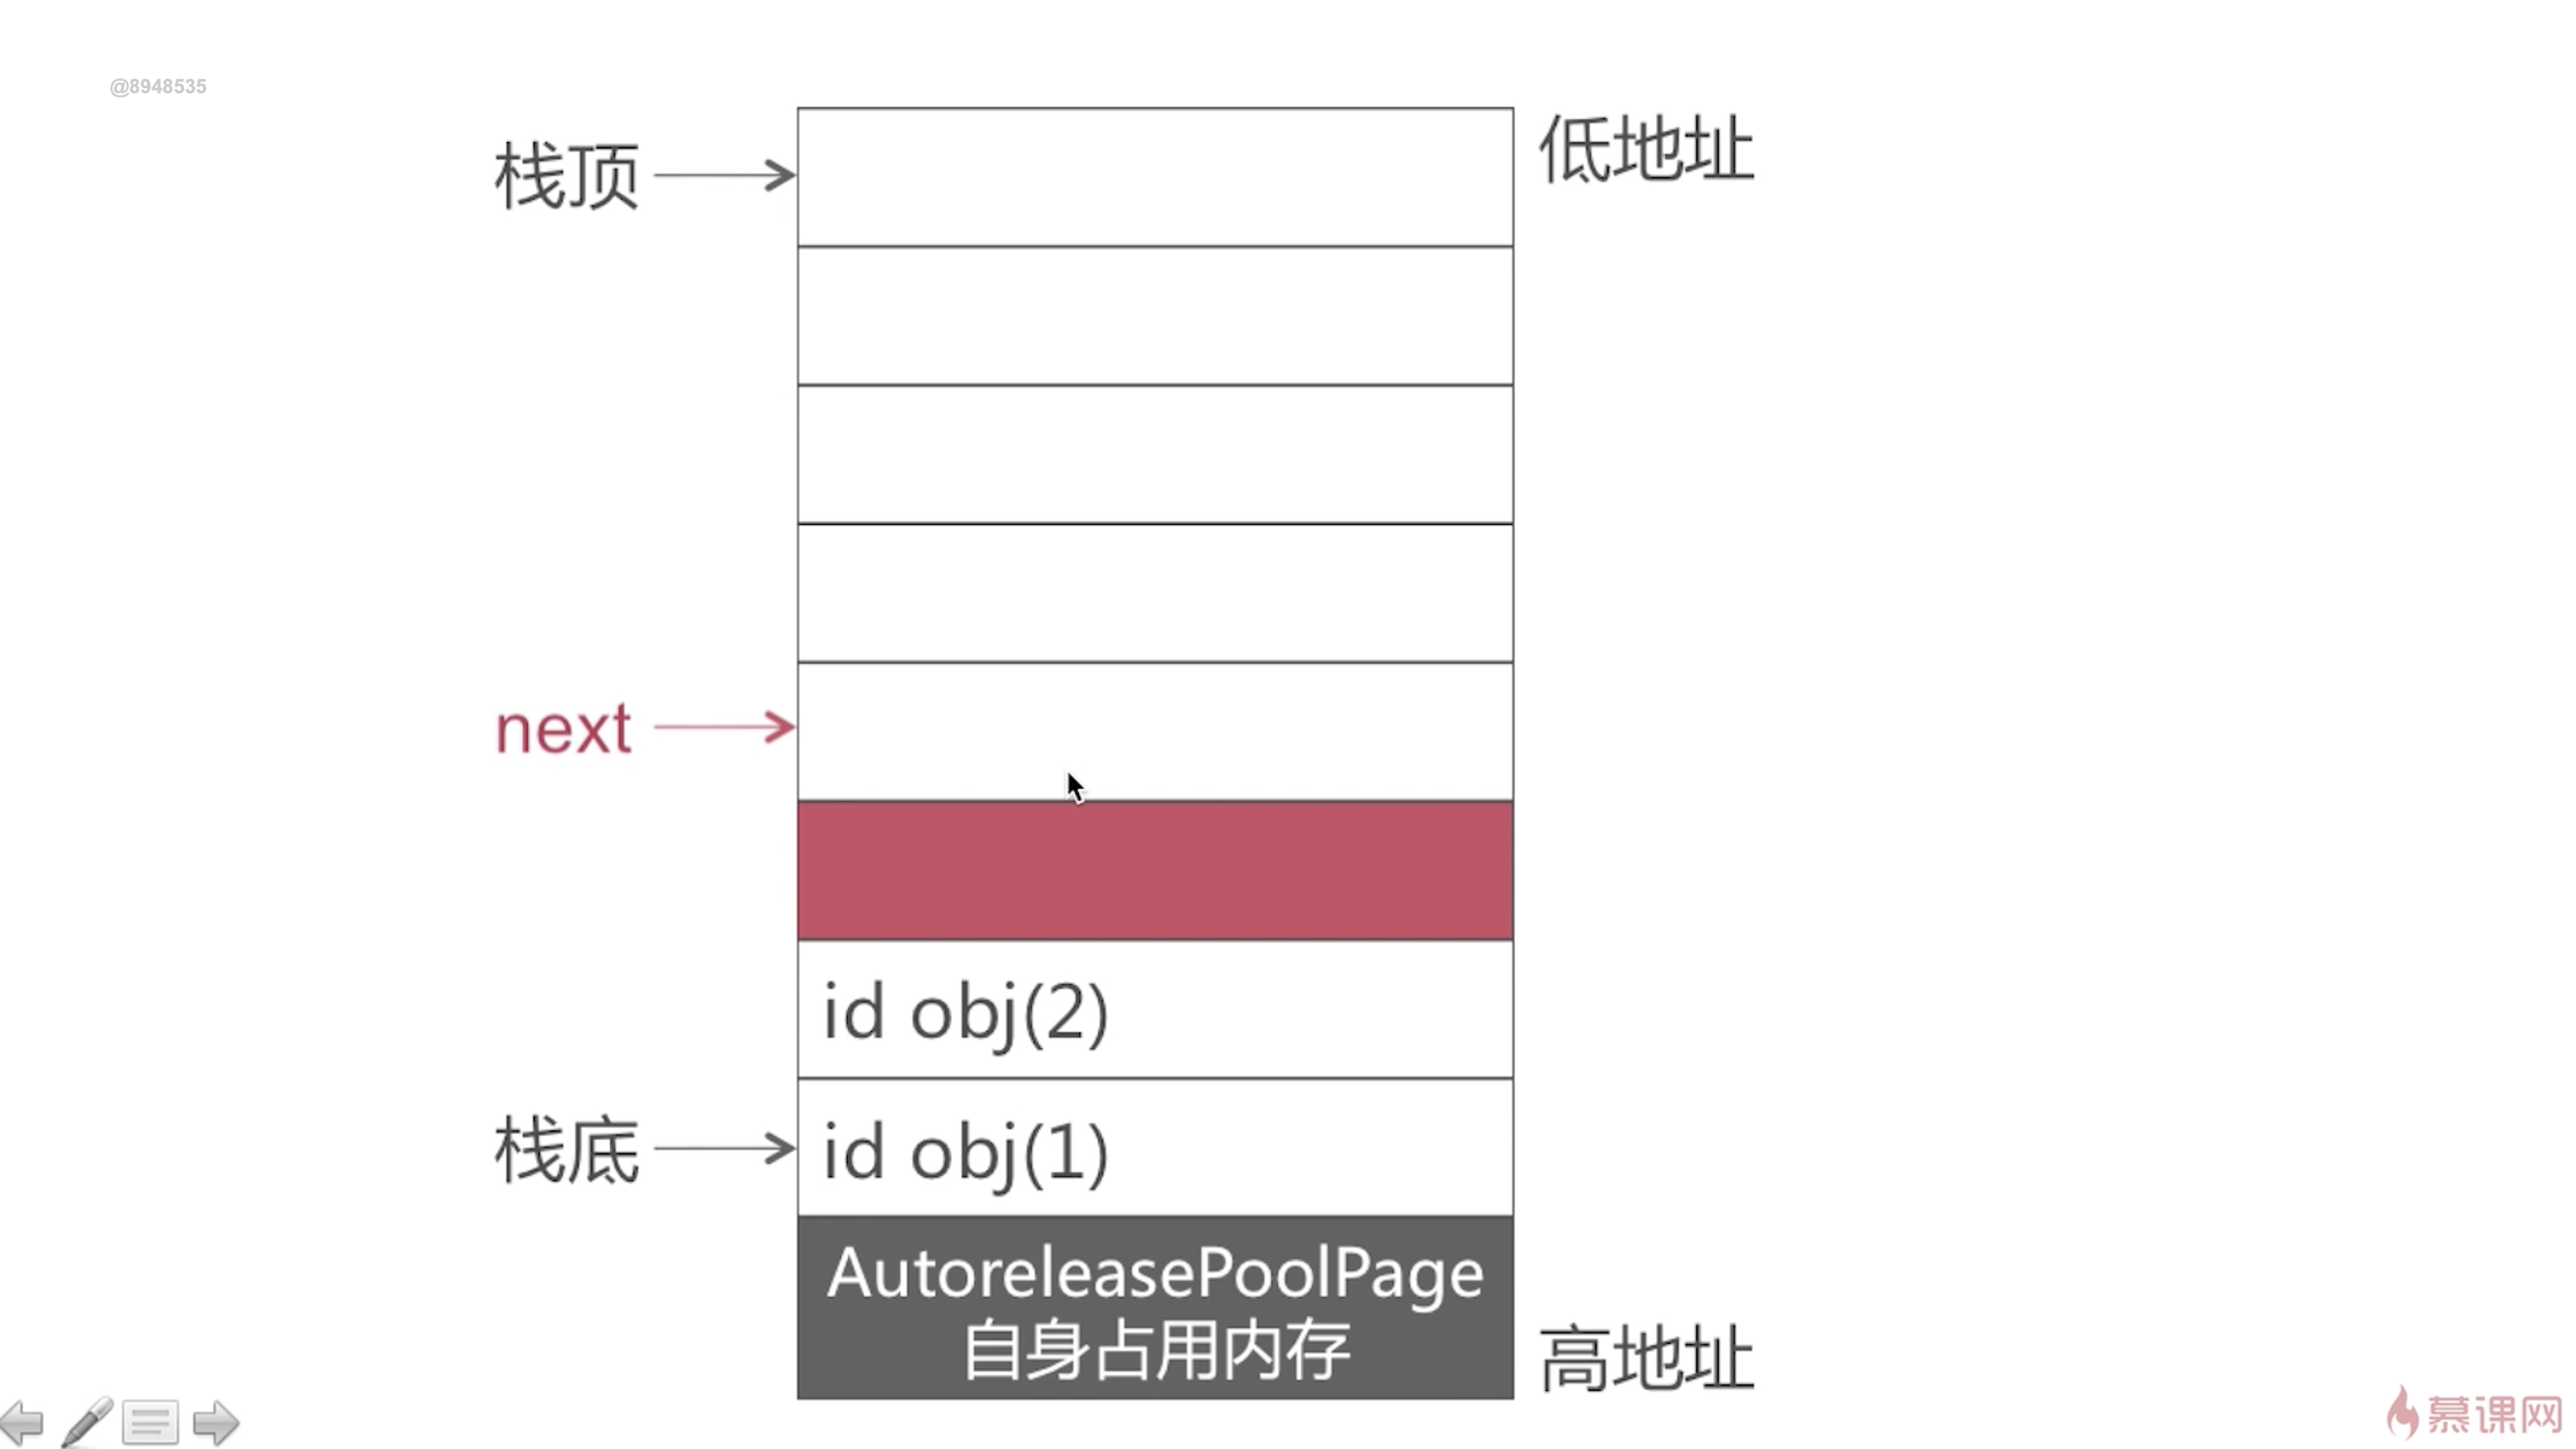 @8948535
栈顶
低地址
next
id obj(2)
栈底
id obj(1)
AutoreleasePoolPage
自身占用内存
高地址
慕课网